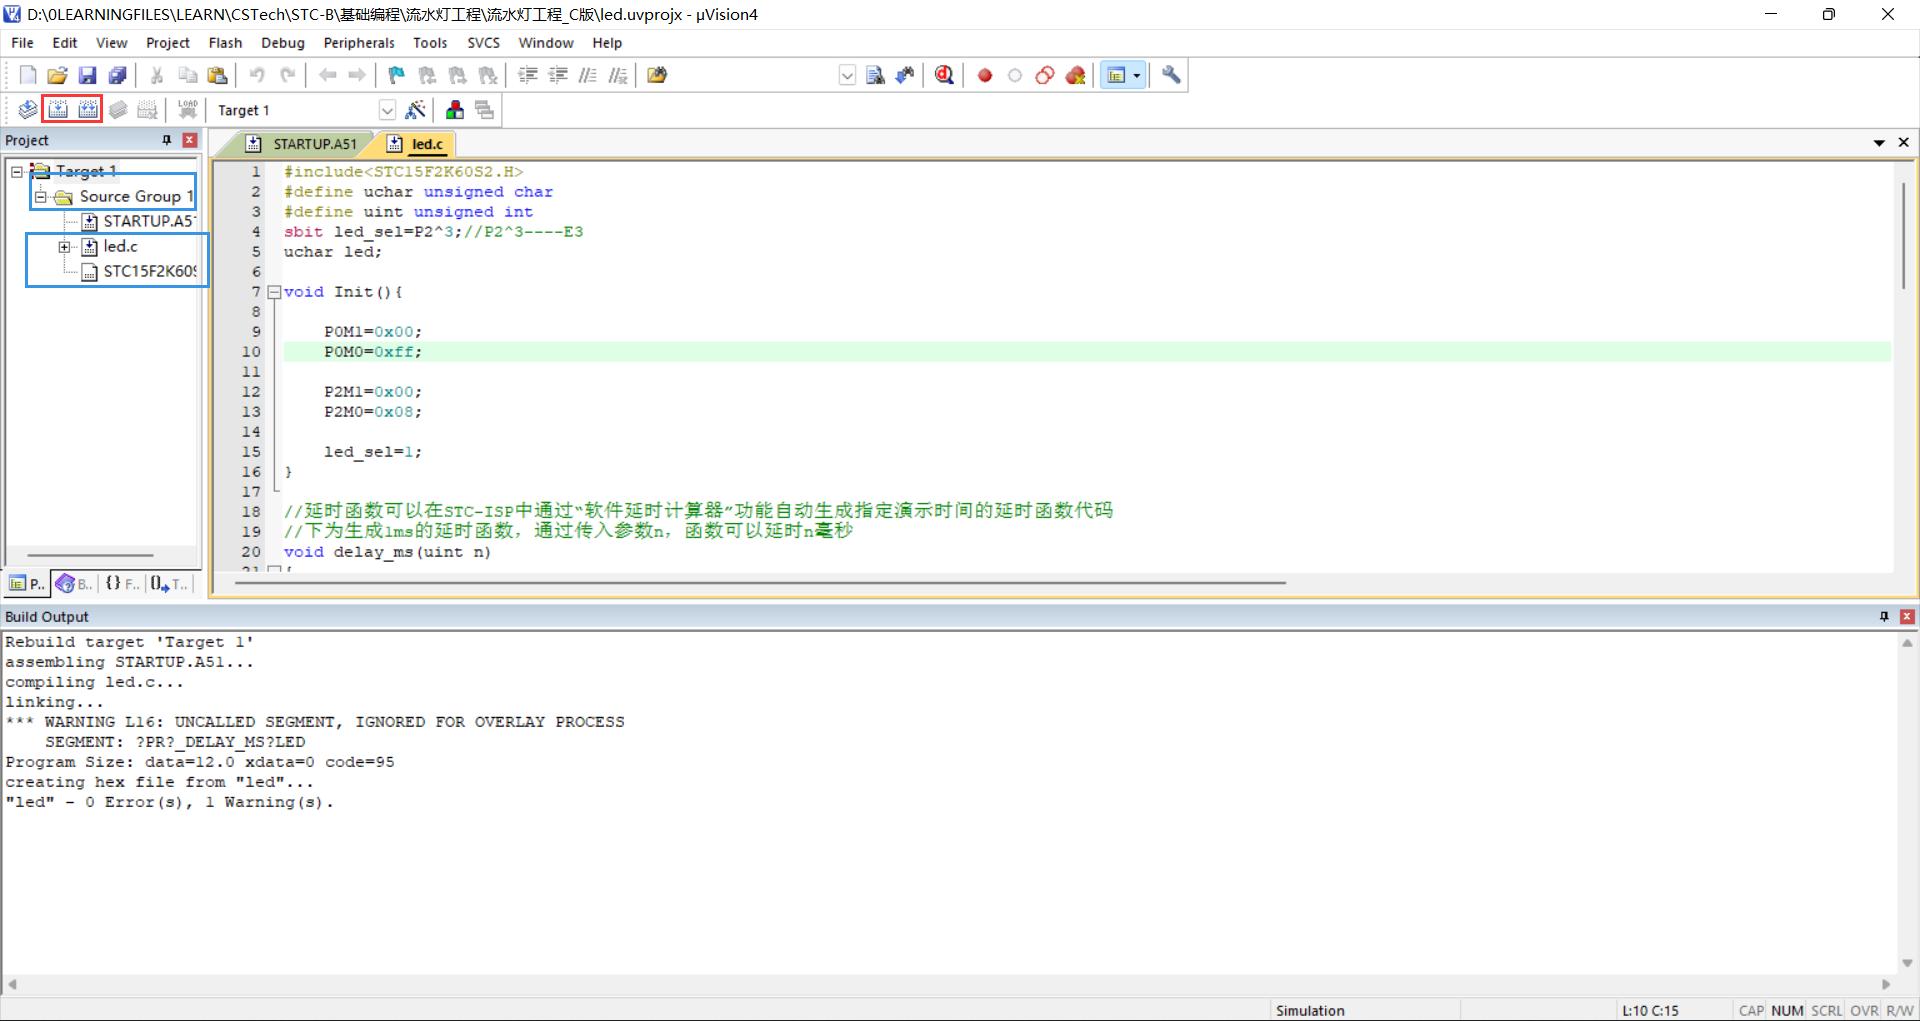 D:\0LEARNINGFILES\LEARN\CSTech\STC-B\基础编程\流水灯工程\流水灯工程_C版\led.uvprojx - µVision4
File Edit View Project Flash Debug Peripherals Tools SVCS Window Help
LOAD Target 1
Project
Target 1
Source Group 1
STARTUP.A51
led.c
STC15F2K60S
P.. B.. {} F.. T..
STARTUP.A51 led.c
1 #include<STC15F2K60S2.H>
2 #define uchar unsigned char
3 #define uint unsigned int
4 sbit led_sel=P2^3;//P2^3----E3
5 uchar led;
6
7 void Init(){
8
9 P0M1=0x00;
10 P0M0=0xff;
11
12 P2M1=0x00;
13 P2M0=0x08;
14
15 led_sel=1;
16 }
17
18 //延时函数可以在STC-ISP中通过“软件延时计算器”功能自动生成指定演示时间的延时函数代码
19 //下为生成1ms的延时函数，通过传入参数n，函数可以延时n毫秒
20 void delay_ms(uint n)
21 {
Build Output
Rebuild target 'Target 1'
assembling STARTUP.A51...
compiling led.c...
linking...
*** WARNING L16: UNCALLED SEGMENT, IGNORED FOR OVERLAY PROCESS
SEGMENT: ?PR?_DELAY_MS?LED
Program Size: data=12.0 xdata=0 code=95
creating hex file from "led"...
"led" - 0 Error(s), 1 Warning(s).
Simulation L:10 C:15 CAP NUM SCRL OVR R/W